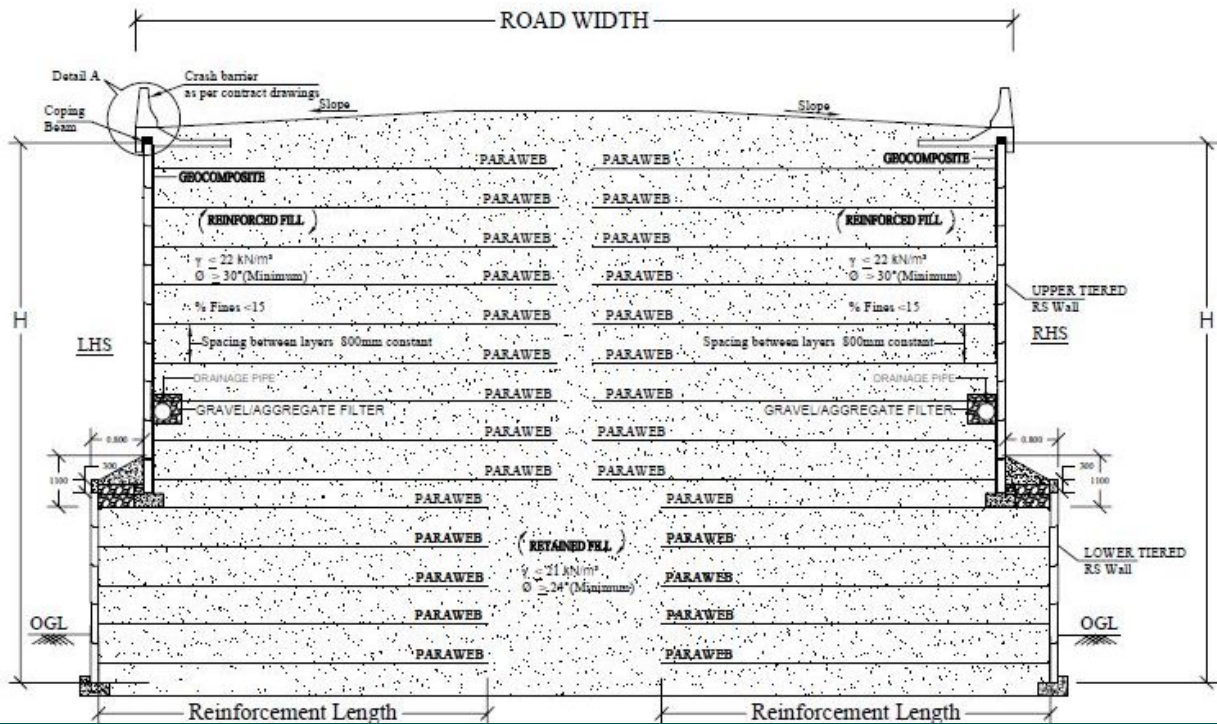 ROAD WIDTH
Detail A
Crash barrier
as per contract drawings
Slope
Slope
Coping
Beam
PARAWEB
PARAWEB
GEOCOMPOSITE
GEOCOMPOSITE
PARAWEB
PARAWEB
(REINFORCED FILL)
(REINFORCED FILL)
PARAWEB
PARAWEB
γ ≤ 22 kN/m³
Ø ≥ 30°(Minimum)
PARAWEB
PARAWEB
γ ≤ 22 kN/m³
Ø ≥ 30°(Minimum)
UPPER TIERED
RS Wall
% Fines <15
PARAWEB
PARAWEB
% Fines <15
H
H
LHS
RHS
Spacing between layers 800mm constant
Spacing between layers 800mm constant
PARAWEB
PARAWEB
DRAINAGE PIPE
DRAINAGE PIPE
PARAWEB
PARAWEB
GRAVEL/AGGREGATE FILTER
GRAVEL/AGGREGATE FILTER
PARAWEB
PARAWEB
0.800
0.800
300
1100
300
1100
PARAWEB
PARAWEB
PARAWEB
PARAWEB
PARAWEB
PARAWEB
(RETAINED FILL)
LOWER TIERED
RS Wall
γ ≤ 21 kN/m³
Ø ≥ 24°(Minimum)
PARAWEB
PARAWEB
PARAWEB
PARAWEB
OGL
OGL
PARAWEB
PARAWEB
Reinforcement Length
Reinforcement Length